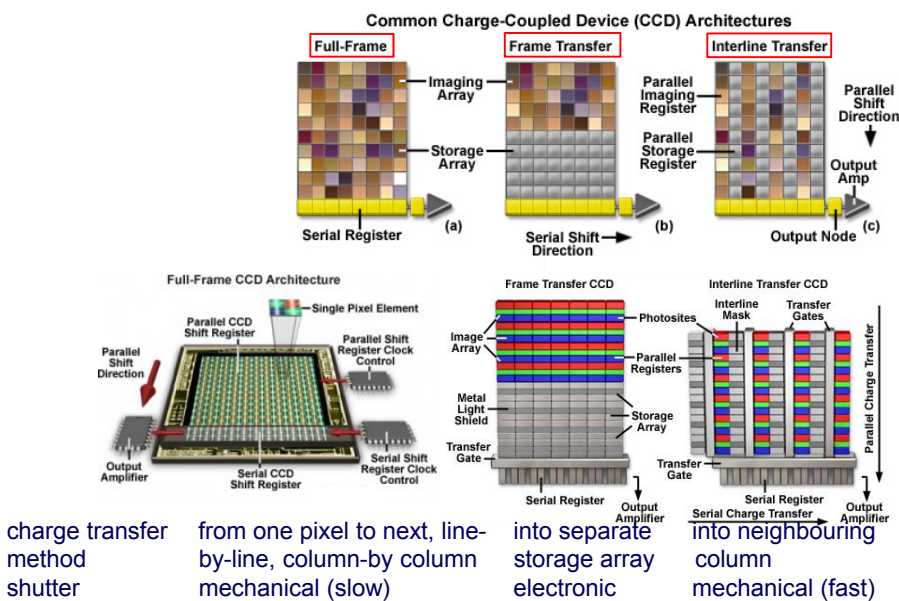 Common Charge-Coupled Device (CCD) Architectures
Full-Frame
Frame Transfer
Interline Transfer
Imaging
Array
Storage
Array
Serial Register
(a)
Serial Shift
Direction
(b)
Parallel
Imaging
Register
Parallel
Storage
Register
Parallel
Shift
Direction
Output
Amp
Output Node
(c)
Full-Frame CCD Architecture
Single Pixel Element
Parallel CCD
Shift Register
Parallel Shift
Register Clock
Control
Parallel
Shift
Direction
Output
Amplifier
Serial CCD
Shift Register
Serial Shift
Register Clock
Control
Frame Transfer CCD
Image
Array
Photosites
Parallel
Registers
Metal
Light
Shield
Storage
Array
Transfer
Gate
Serial Register
Output
Amplifier
Interline Transfer CCD
Interline
Mask
Transfer
Gates
Parallel Charge Transfer
Transfer
Gate
Serial Register
Serial Charge Transfer
Output
Amplifier
charge transfer
method
shutter
from one pixel to next, line-
by-line, column-by column
mechanical (slow)
into separate
storage array
electronic
into neighbouring
column
mechanical (fast)